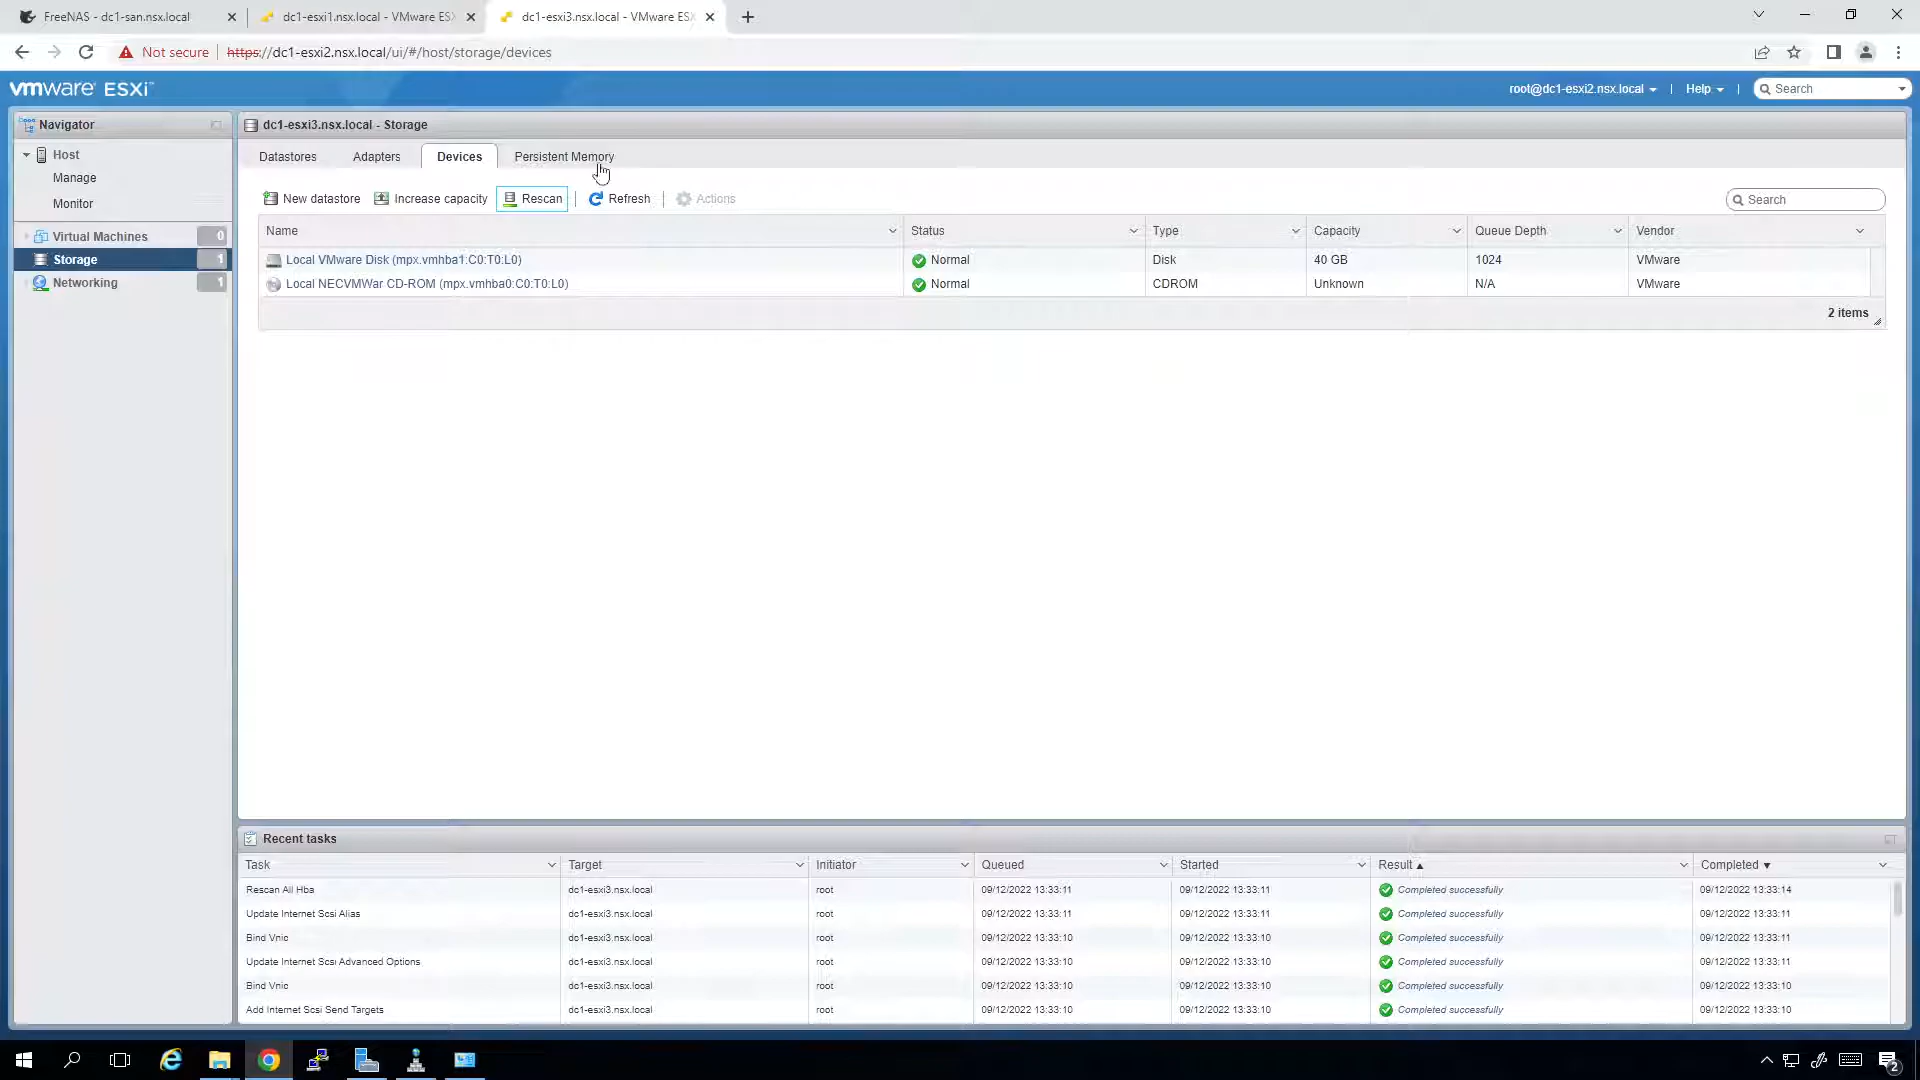 FreeNAS - dc1-san.nsx.local
dc1-esxi1.nsx.local - VMware ESX
dc1-esxi3.nsx.local - VMware ESX
Not secure
https://dc1-esxi2.nsx.local/ui/#/host/storage/devices
vmware ESXi
root@dc1-esxi2.nsx.local
Help
Search
Navigator
Host
Manage
Monitor
Virtual Machines 0
Storage 1
Networking 1
dc1-esxi3.nsx.local - Storage
Datastores Adapters Devices Persistent Memory
New datastore Increase capacity Rescan Refresh Actions
Search
Name Status Type Capacity Queue Depth Vendor
Local VMware Disk (mpx.vmhba1:C0:T0:L0) Normal Disk 40 GB 1024 VMware
Local NECVMWar CD-ROM (mpx.vmhba0:C0:T0:L0) Normal CDROM Unknown N/A VMware
2 items
Recent tasks
Task Target Initiator Queued Started Result Completed
Rescan All Hba dc1-esxi3.nsx.local root 09/12/2022 13:33:11 09/12/2022 13:33:11 Completed successfully 09/12/2022 13:33:14
Update Internet Scsi Alias dc1-esxi3.nsx.local root 09/12/2022 13:33:11 09/12/2022 13:33:11 Completed successfully 09/12/2022 13:33:11
Bind Vnic dc1-esxi3.nsx.local root 09/12/2022 13:33:10 09/12/2022 13:33:10 Completed successfully 09/12/2022 13:33:11
Update Internet Scsi Advanced Options dc1-esxi3.nsx.local root 09/12/2022 13:33:10 09/12/2022 13:33:10 Completed successfully 09/12/2022 13:33:11
Bind Vnic dc1-esxi3.nsx.local root 09/12/2022 13:33:10 09/12/2022 13:33:10 Completed successfully 09/12/2022 13:33:10
Add Internet Scsi Send Targets dc1-esxi3.nsx.local root 09/12/2022 13:33:10 09/12/2022 13:33:10 Completed successfully 09/12/2022 13:33:10
2